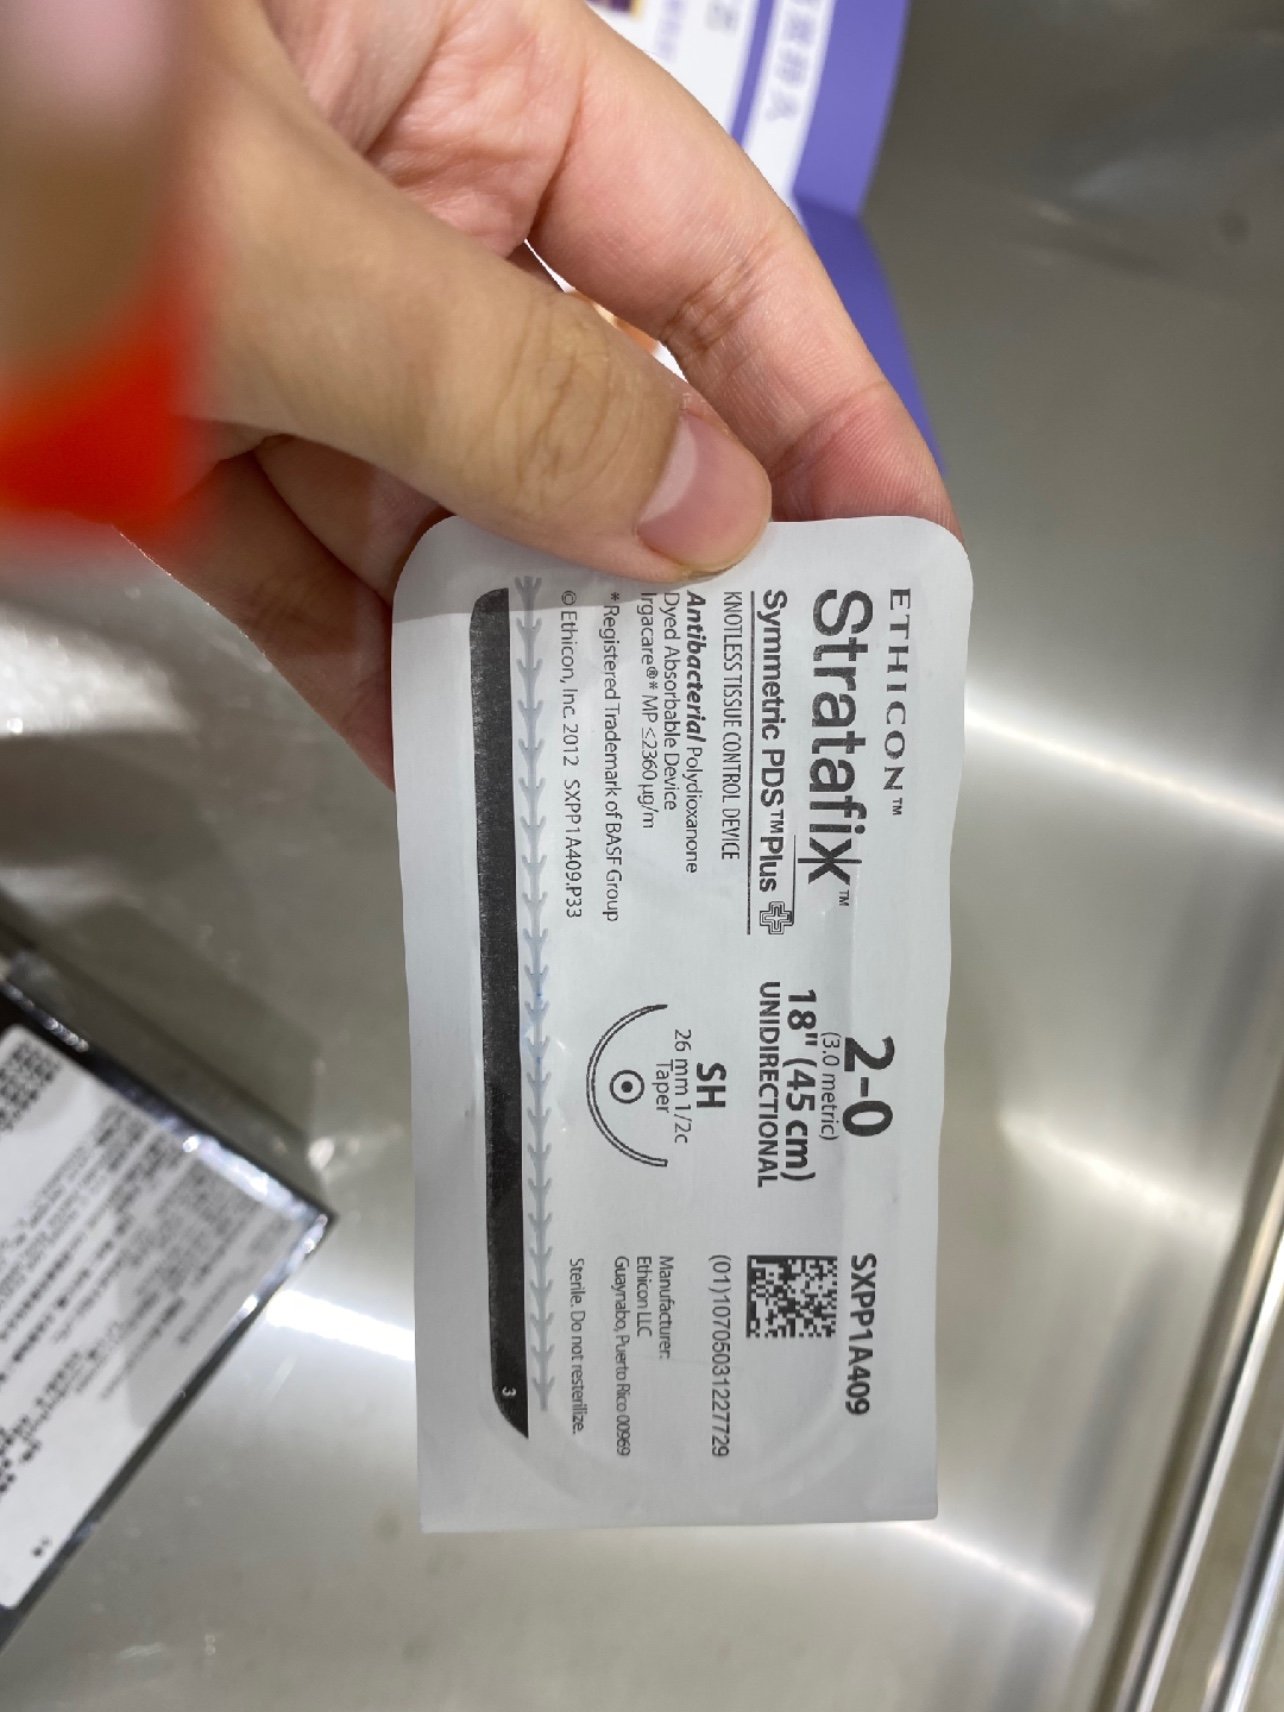 ETHICON™
Stratafix™
Symmetric PDS™Plus
KNOTLESS TISSUE CONTROL DEVICE
Antibacterial Polydioxanone
Dyed Absorbable Device
Irgacare®* MP ≤2360 µg/m
* Registered Trademark of BASF Group
© Ethicon, Inc. 2012 SXPP1A409.P33
2-0
(3.0 metric)
18" (45 cm)
UNIDIRECTIONAL
SH
26 mm 1/2c
Taper
SXPP1A409
(01)10705031227729
Manufacturer:
Ethicon LLC
Guaynabo, Puerto Rico 00969
Sterile. Do not resterilize.
3